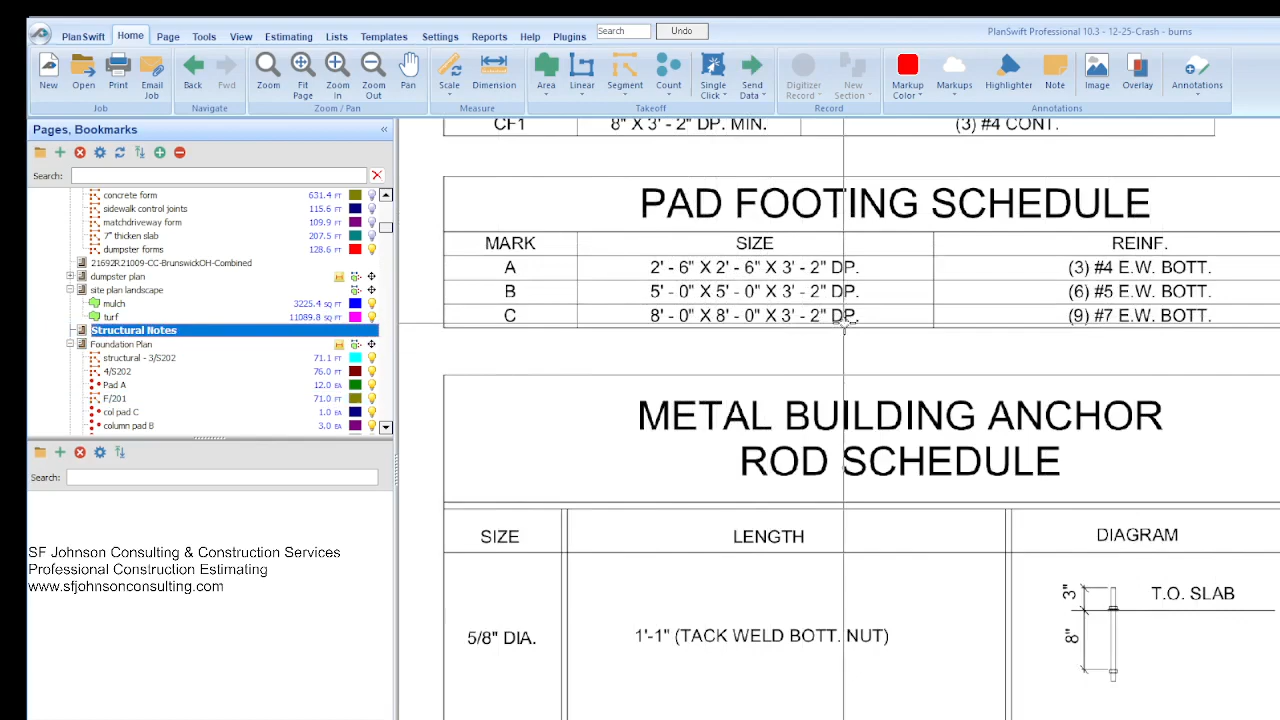 PlanSwift Home Page Tools View Estimating Lists Templates Settings Reports Help Plugins Search Undo PlanSwift Professional 10.3 - 12-25-Crash - burns
New Open Print Email Job Back Fwd Zoom Fit Page Zoom In Zoom Out Pan Scale Dimension Area Linear Segment Count Single Click Send Data Digitizer Record New Section Markup Color Markups Highlighter Note Image Overlay Annotations
Job Navigate Zoom / Pan Measure Takeoff Record Annotations
Pages, Bookmarks
Search:
concrete form 631.4 FT
sidewalk control joints 115.6 FT
matchdriveway form 109.9 FT
7" thicken slab 207.5 FT
dumpster forms 128.6 FT
21692R21009-CC-BrunswickOH-Combined
dumpster plan
site plan landscape
mulch 3225.4 SQ FT
turf 11089.8 SQ FT
Structural Notes
Foundation Plan
structural - 3/S202 71.1 FT
4/S202 76.0 FT
Pad A 12.0 EA
F/201 71.0 FT
col pad C 1.0 EA
column pad B 3.0 EA
Search:
SF Johnson Consulting & Construction Services
Professional Construction Estimating
www.sfjohnsonconsulting.com
CF1 8" X 3' - 2" DP. MIN. (3) #4 CONT.
PAD FOOTING SCHEDULE
MARK SIZE REINF.
A 2' - 6" X 2' - 6" X 3' - 2" DP. (3) #4 E.W. BOTT.
B 5' - 0" X 5' - 0" X 3' - 2" DP. (6) #5 E.W. BOTT.
C 8' - 0" X 8' - 0" X 3' - 2" DP. (9) #7 E.W. BOTT.
METAL BUILDING ANCHOR
ROD SCHEDULE
SIZE LENGTH DIAGRAM
5/8" DIA. 1'-1" (TACK WELD BOTT. NUT)
3" T.O. SLAB
8"